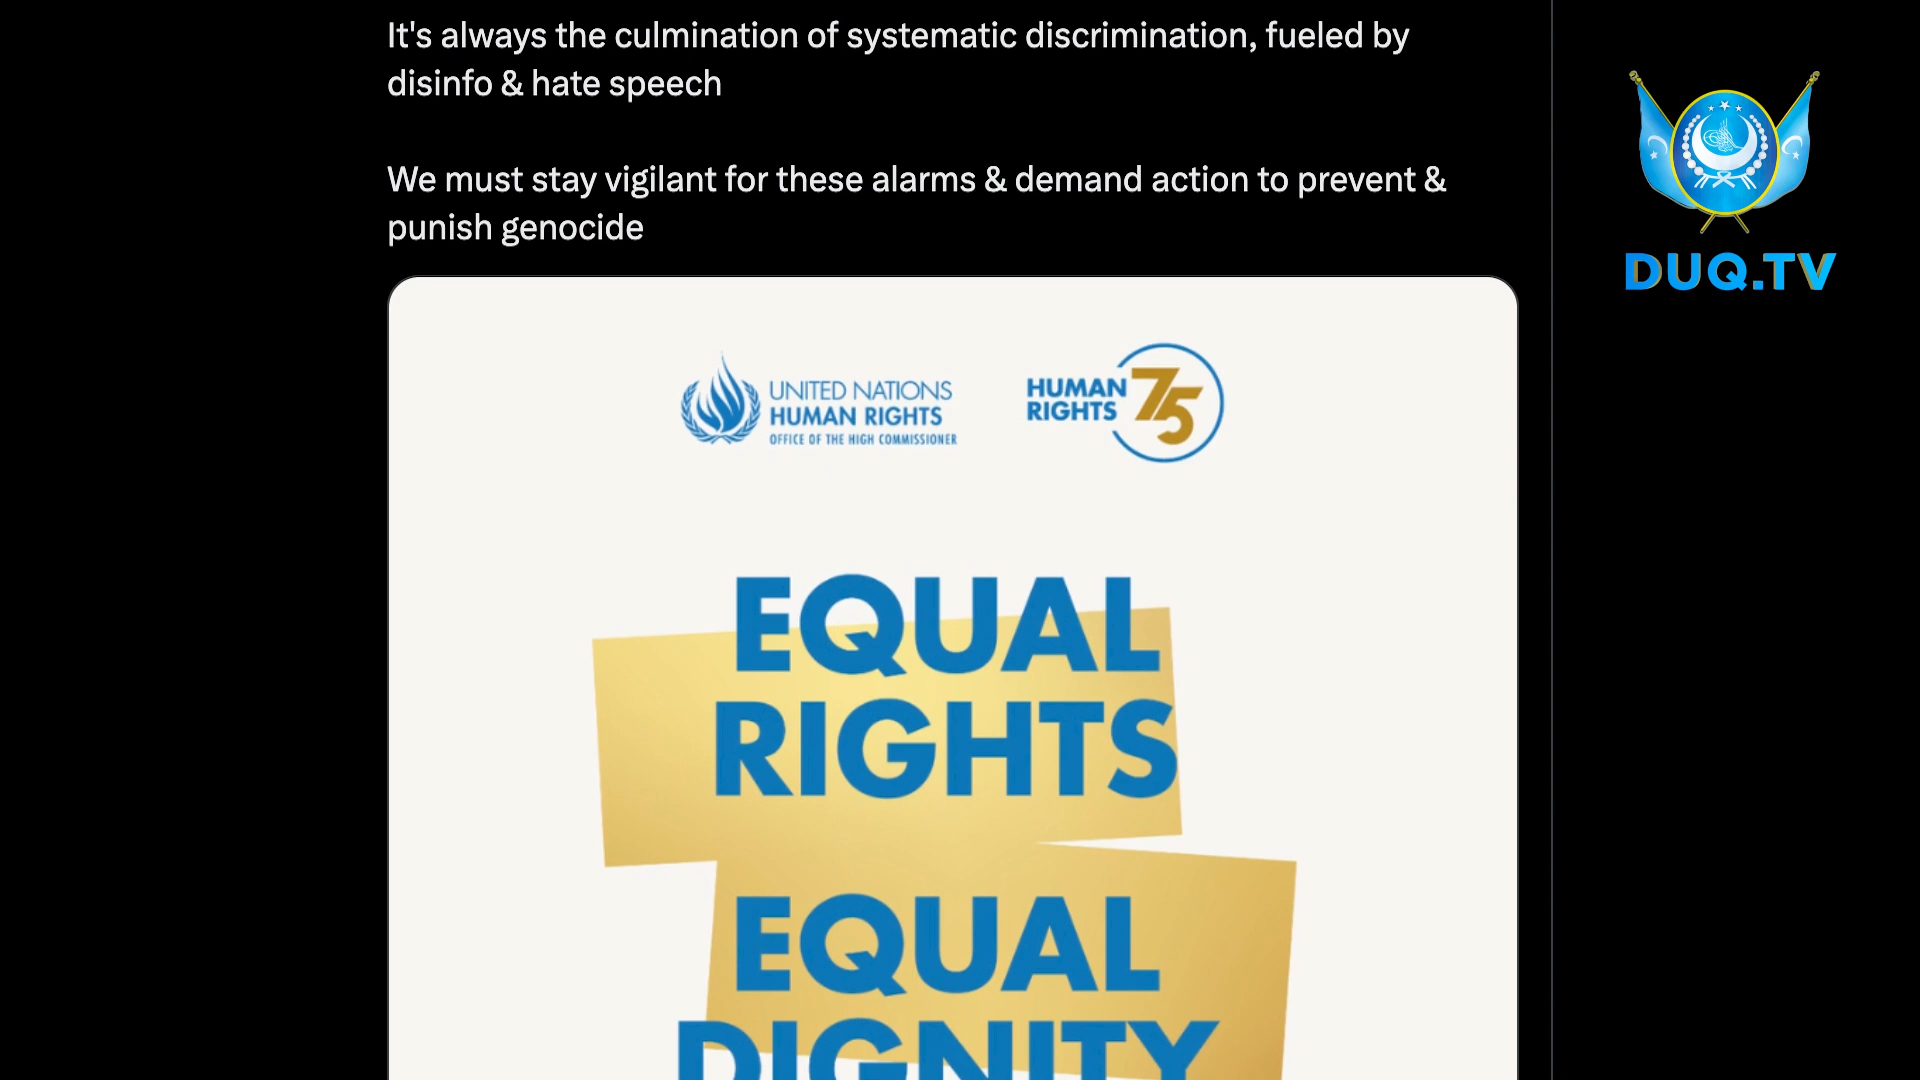 It's always the culmination of systematic discrimination, fueled by
disinfo & hate speech
We must stay vigilant for these alarms & demand action to prevent &
punish genocide
DUQ.TV
UNITED NATIONS
HUMAN RIGHTS
OFFICE OF THE HIGH COMMISSIONER
HUMAN
RIGHTS
75
EQUAL
RIGHTS
EQUAL
DIGNITY